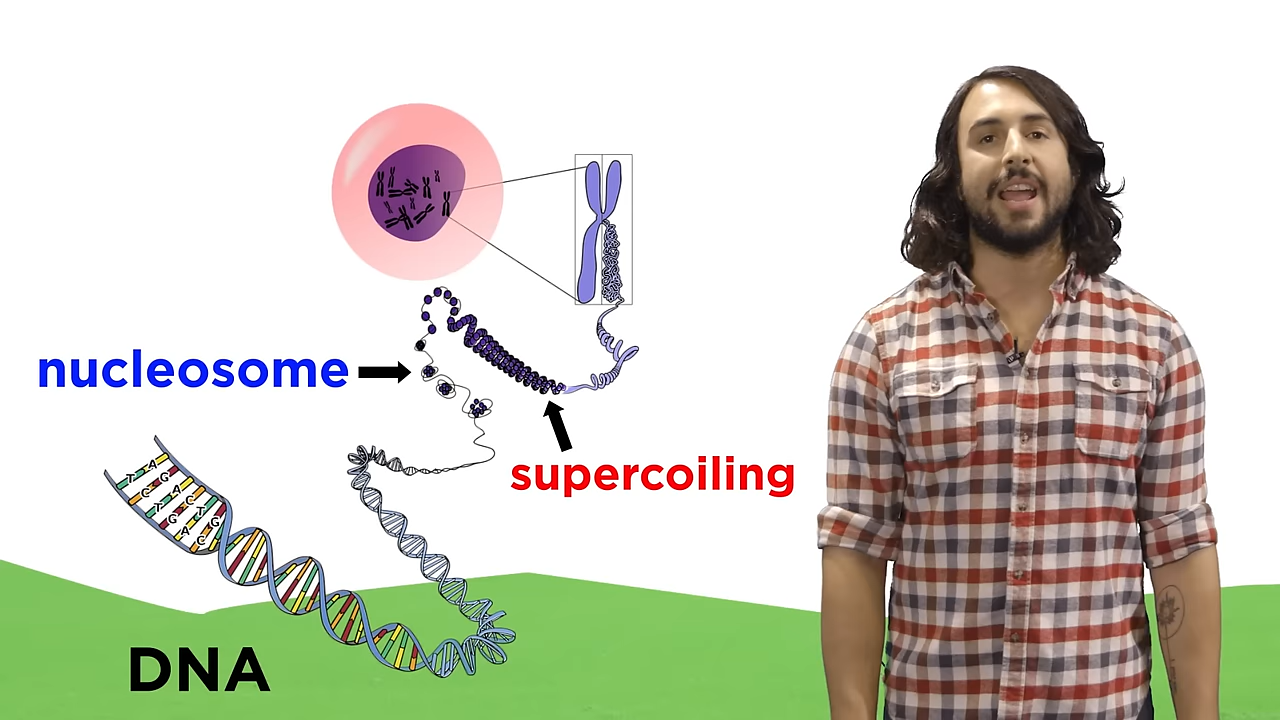 nucleosome
supercoiling
T A
C G
T A C
G T
A G
C
DNA